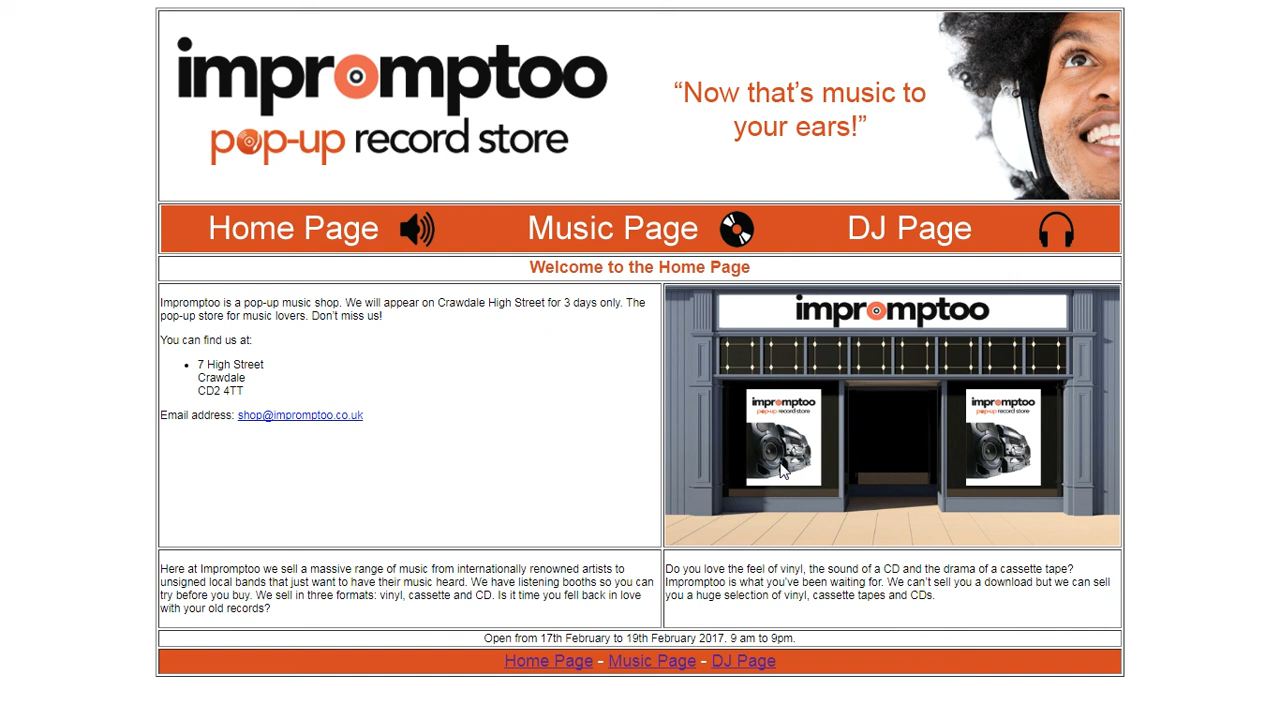 impromptoo
pop-up record store
“Now that’s music to
your ears!”
Home Page
Music Page
DJ Page
Welcome to the Home Page
Impromptoo is a pop-up music shop. We will appear on Crawdale High Street for 3 days only. The
pop-up store for music lovers. Don’t miss us!
You can find us at:
• 7 High Street
Crawdale
CD2 4TT
Email address: shop@impromptoo.co.uk
impromptoo
impromptoo
pop-up record store
impromptoo
pop-up record store
Here at Impromptoo we sell a massive range of music from internationally renowned artists to
unsigned local bands that just want to have their music heard. We have listening booths so you can
try before you buy. We sell in three formats: vinyl, cassette and CD. Is it time you fell back in love
with your old records?
Do you love the feel of vinyl, the sound of a CD and the drama of a cassette tape?
Impromptoo is what you’ve been waiting for. We can’t sell you a download but we can sell
you a huge selection of vinyl, cassette tapes and CDs.
Open from 17th February to 19th February 2017. 9 am to 9pm.
Home Page - Music Page - DJ Page